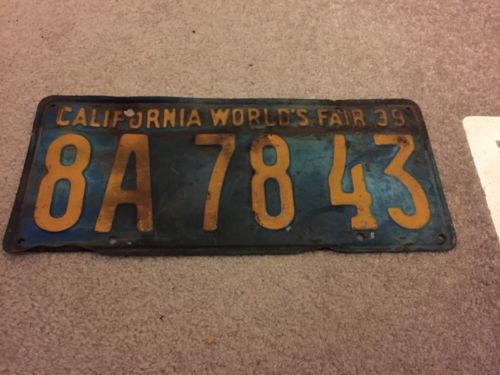 CALIFORNIA WORLD'S FAIR 39
8A 78 43